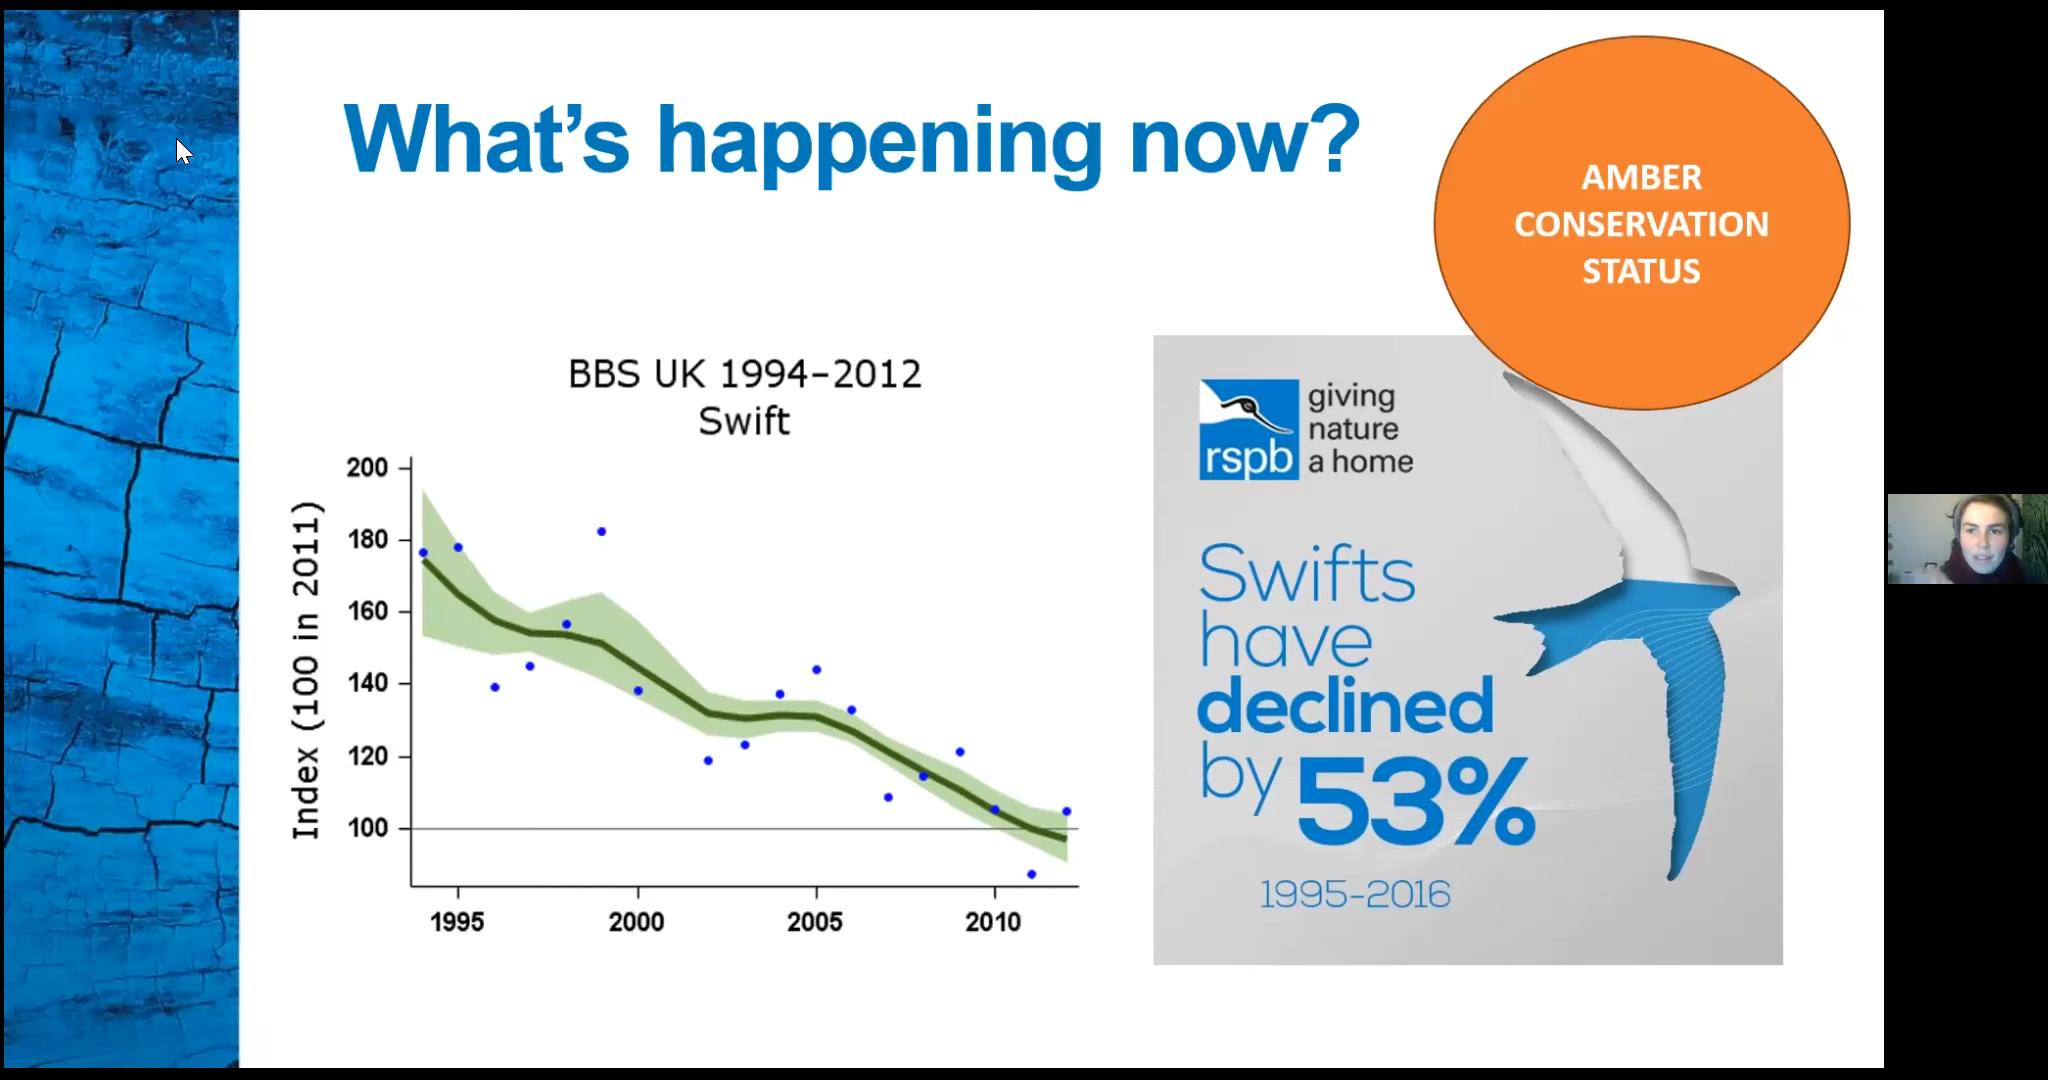 What's happening now?
AMBER
CONSERVATION
STATUS
BBS UK 1994–2012
Swift
Index (100 in 2011)
200
180
160
140
120
100
1995
2000
2005
2010
rspb
giving
nature
a home
Swifts
have
declined
by 53%
1995-2016